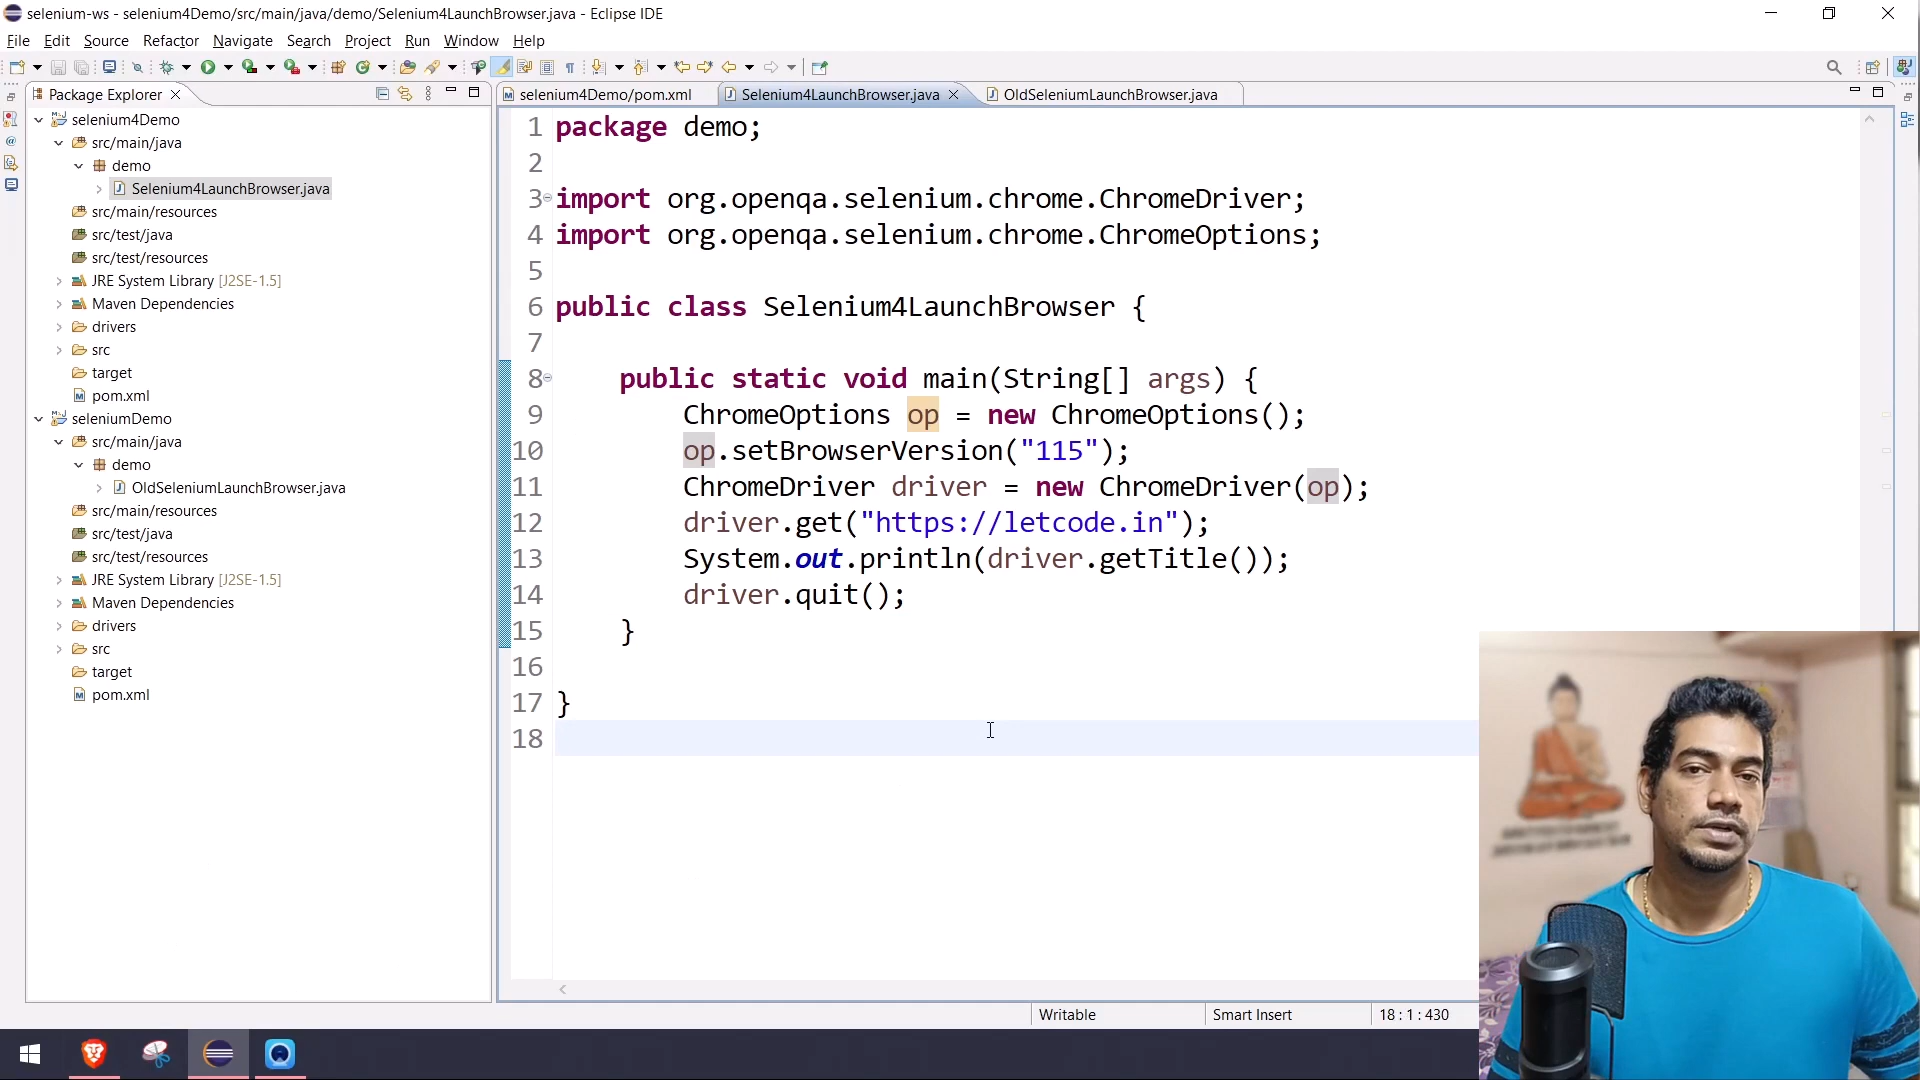 selenium-ws - selenium4Demo/src/main/java/demo/Selenium4LaunchBrowser.java - Eclipse IDE
File Edit Source Refactor Navigate Search Project Run Window Help
Package Explorer
selenium4Demo
src/main/java
demo
Selenium4LaunchBrowser.java
src/main/resources
src/test/java
src/test/resources
JRE System Library [J2SE-1.5]
Maven Dependencies
drivers
src
target
pom.xml
seleniumDemo
src/main/java
demo
OldSeleniumLaunchBrowser.java
src/main/resources
src/test/java
src/test/resources
JRE System Library [J2SE-1.5]
Maven Dependencies
drivers
src
target
pom.xml
selenium4Demo/pom.xml Selenium4LaunchBrowser.java OldSeleniumLaunchBrowser.java
1 package demo;
2
3 import org.openqa.selenium.chrome.ChromeDriver;
4 import org.openqa.selenium.chrome.ChromeOptions;
5
6 public class Selenium4LaunchBrowser {
7
8 public static void main(String[] args) {
9 ChromeOptions op = new ChromeOptions();
10 op.setBrowserVersion("115");
11 ChromeDriver driver = new ChromeDriver(op);
12 driver.get("https://letcode.in");
13 System.out.println(driver.getTitle());
14 driver.quit();
15 }
16
17 }
18
Writable Smart Insert 18 : 1 : 430